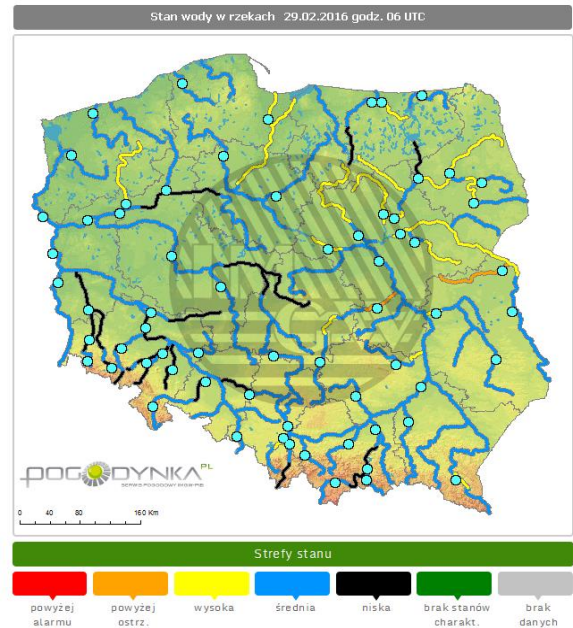 Stan wody w rzekach 29.02.2016 godz. 06 UTC
POGODYNKA.PL
SERWIS POGODOWY IMGW-PIB
0 40 80 160 Km
Strefy stanu
powyżej alarmu
powyżej ostrz.
wysoka
średnia
niska
brak stanów charakt.
brak danych